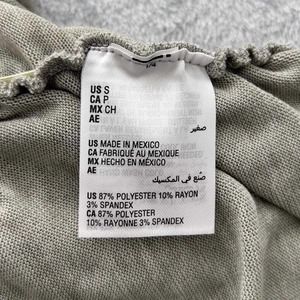 US S
CA P
MX CH
AE
صغير
US MADE IN MEXICO
CA FABRIQUÉ AU MEXIQUE
MX HECHO EN MÉXICO
AE
صنع في المكسيك
US 87% POLYESTER 10% RAYON
3% SPANDEX
CA 87% POLYESTER
10% RAYONNE 3% SPANDEX